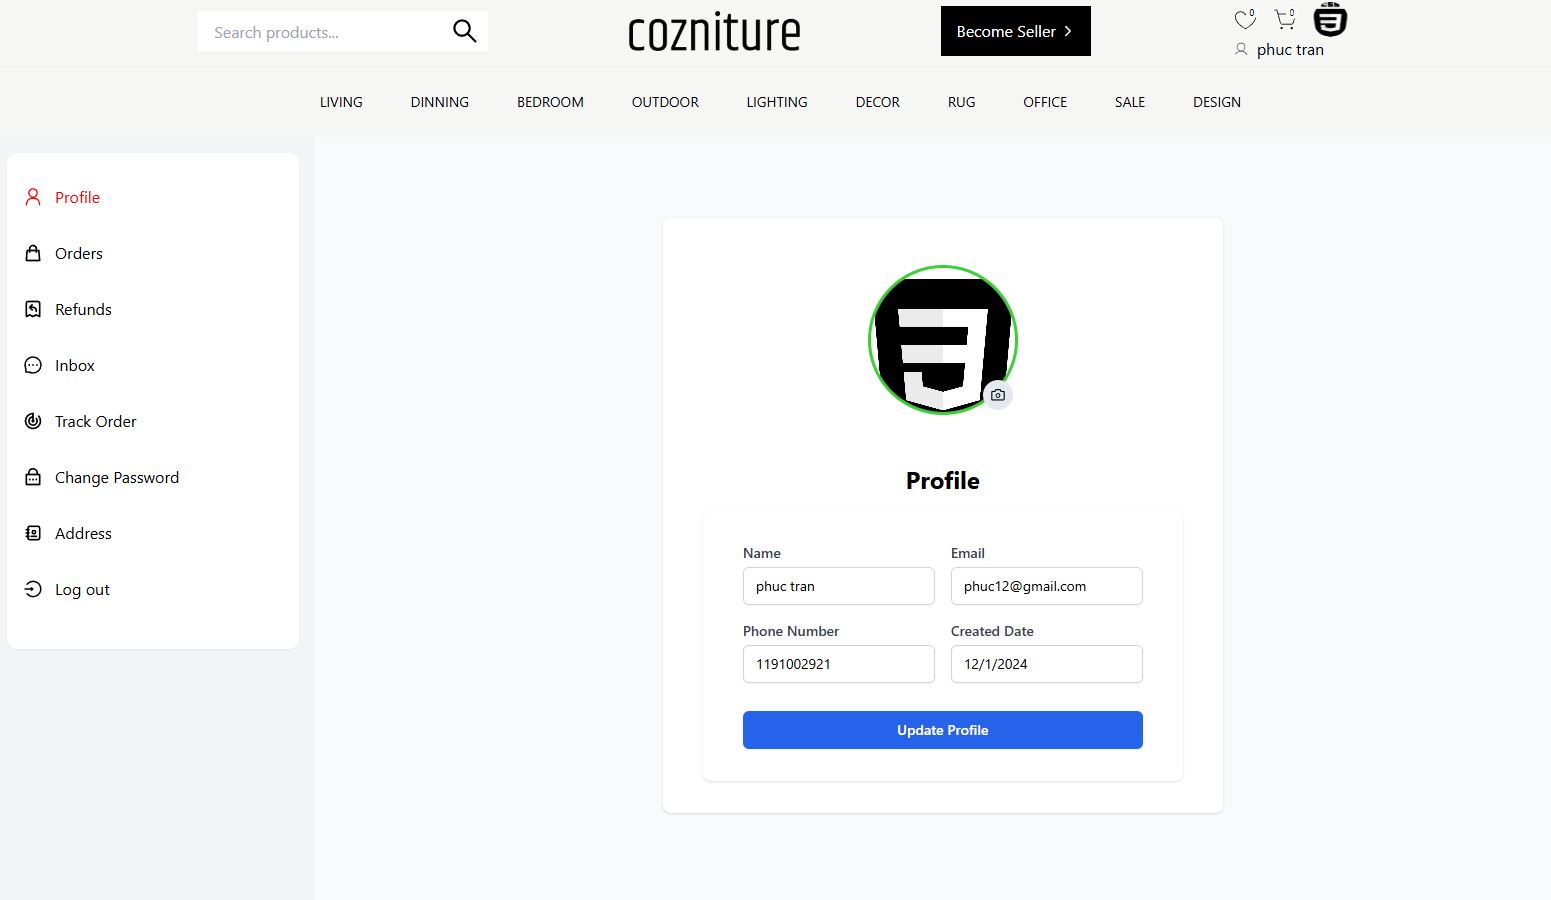 Search products...
cozniture
Become Seller
0
0
phuc tran
LIVING DINNING BEDROOM OUTDOOR LIGHTING DECOR RUG OFFICE SALE DESIGN
Profile
Orders
Refunds
Inbox
Track Order
Change Password
Address
Log out
Profile
Name
phuc tran
Email
phuc12@gmail.com
Phone Number
1191002921
Created Date
12/1/2024
Update Profile